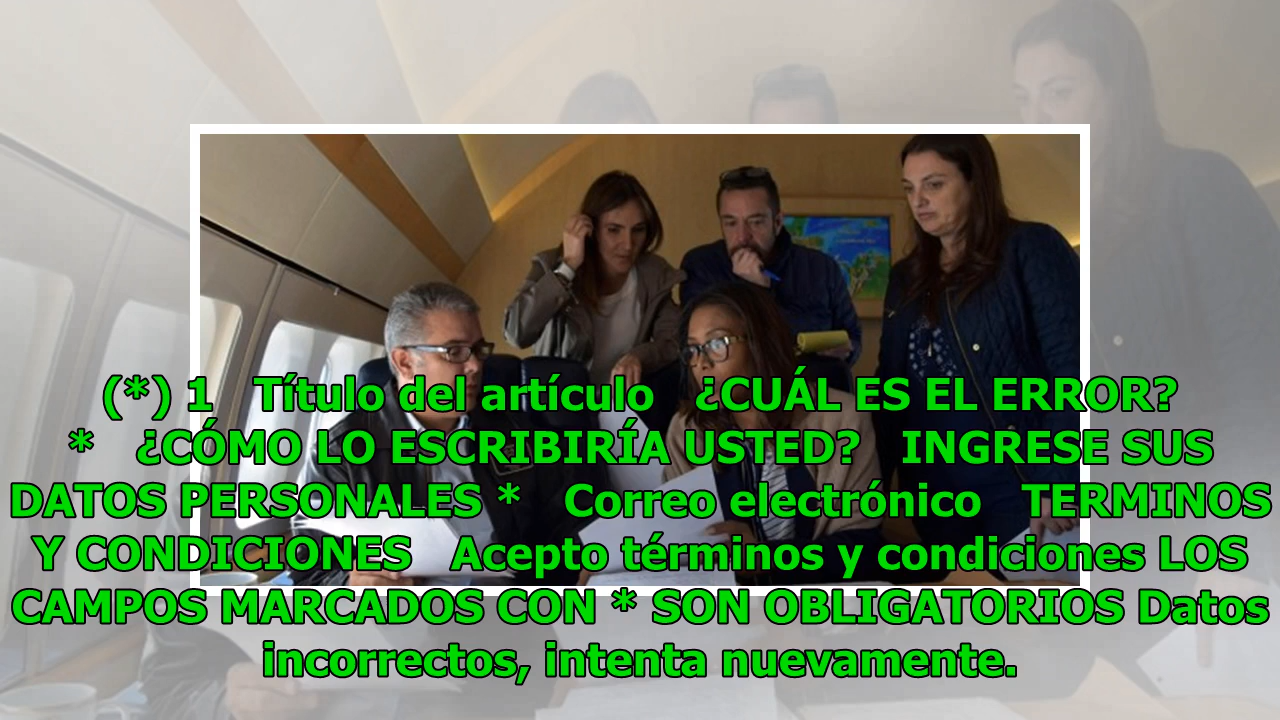 (*) 1 Título del artículo ¿CUÁL ES EL ERROR?
* ¿CÓMO LO ESCRIBIRÍA USTED? INGRESE SUS
DATOS PERSONALES * Correo electrónico TERMINOS
Y CONDICIONES Acepto términos y condiciones LOS
CAMPOS MARCADOS CON * SON OBLIGATORIOS Datos
incorrectos, intenta nuevamente.